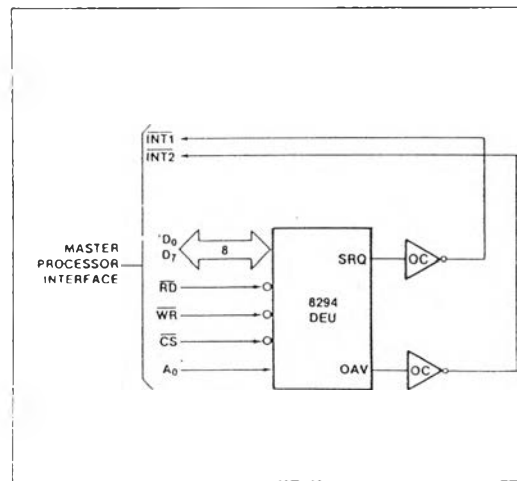 INT1
INT2
D0
D7
8
MASTER
PROCESSOR
INTERFACE
RD
WR
CS
A0
8294
DEU
SRQ
OAV
OC
OC